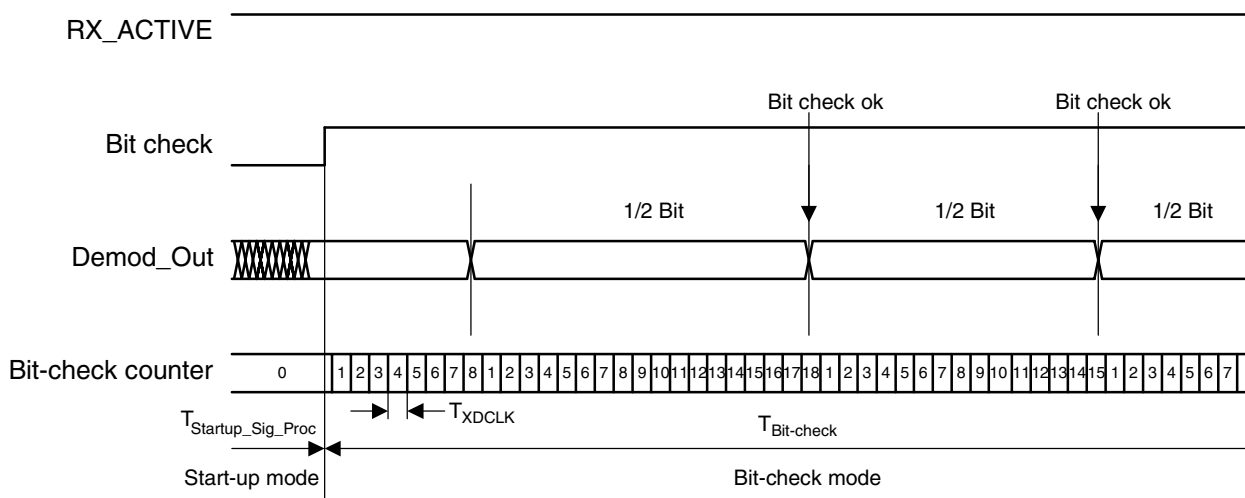 RX_ACTIVE
Bit check ok Bit check ok
Bit check
1/2 Bit 1/2 Bit 1/2 Bit
Demod_Out
Bit-check counter 0 1 2 3 4 5 6 7 8 1 2 3 4 5 6 7 8 9 10 11 12 13 14 15 16 17 18 1 2 3 4 5 6 7 8 9 10 11 12 13 14 15 1 2 3 4 5 6 7
TStartup_Sig_Proc TXDCLK TBit-check
Start-up mode Bit-check mode